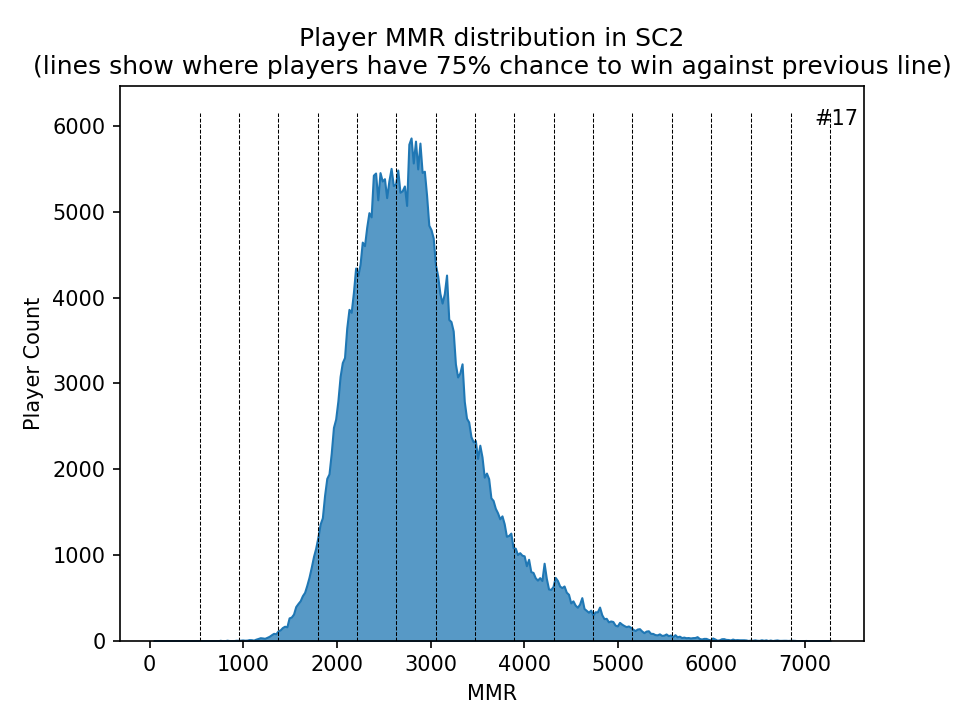 Player MMR distribution in SC2
(lines show where players have 75% chance to win against previous line)
#17
6000
5000
4000
3000
2000
1000
0
Player Count
0 1000 2000 3000 4000 5000 6000 7000
MMR